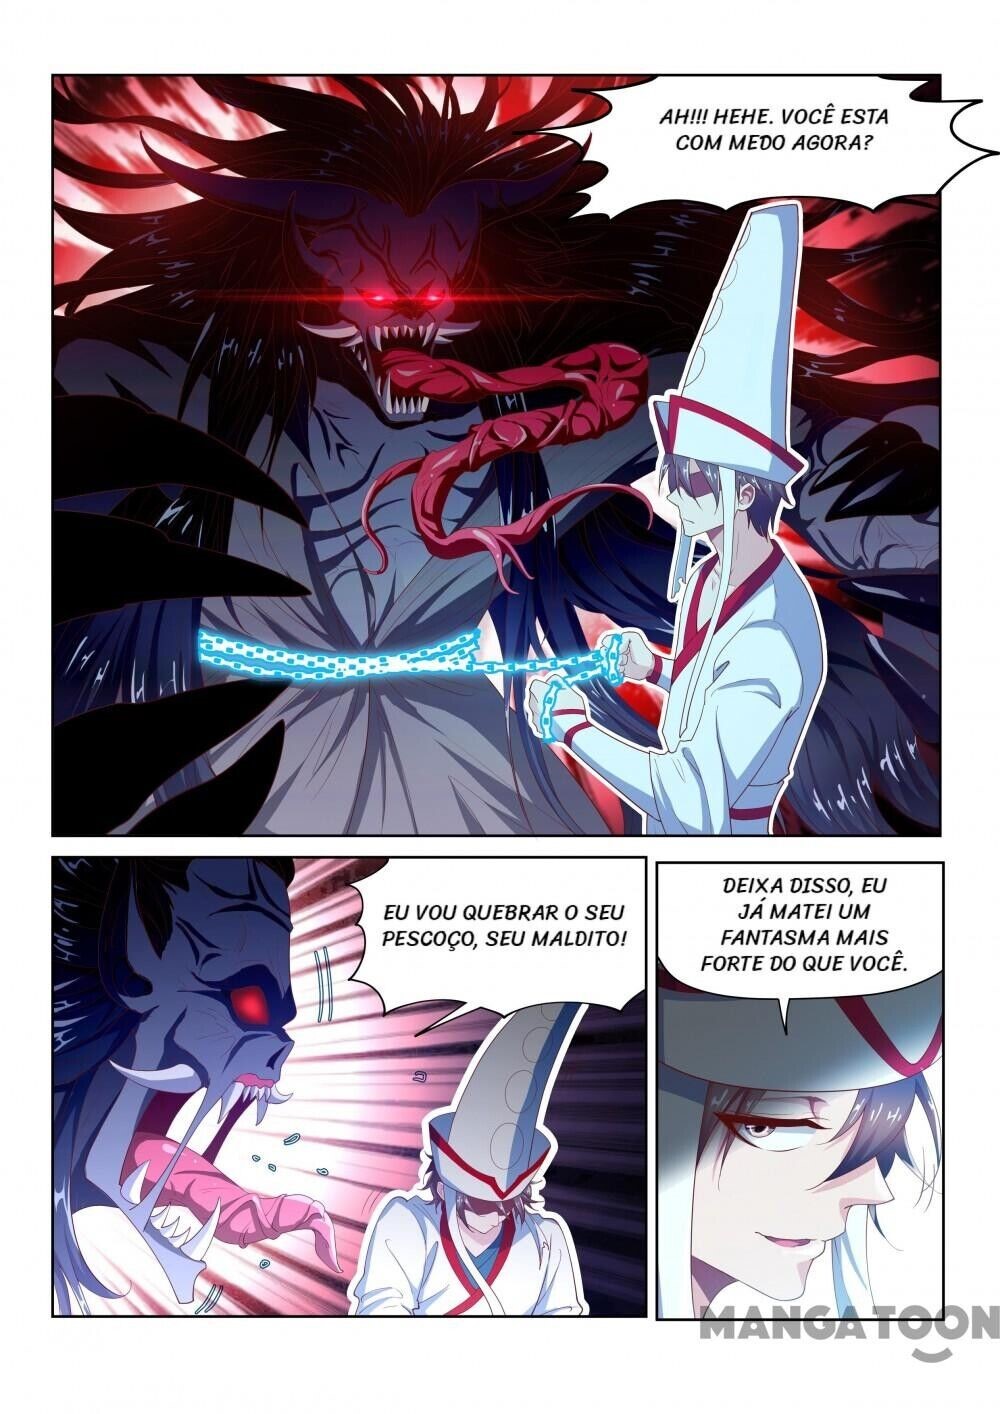 AH!!! HEHE. VOCÊ ESTA
COM MEDO AGORA?
EU VOU QUEBRAR O SEU
PESCOÇO, SEU MALDITO!
DEIXA DISSO, EU
JÁ MATEI UM
FANTASMA MAIS
FORTE DO QUE VOCÊ.
MANGATOON